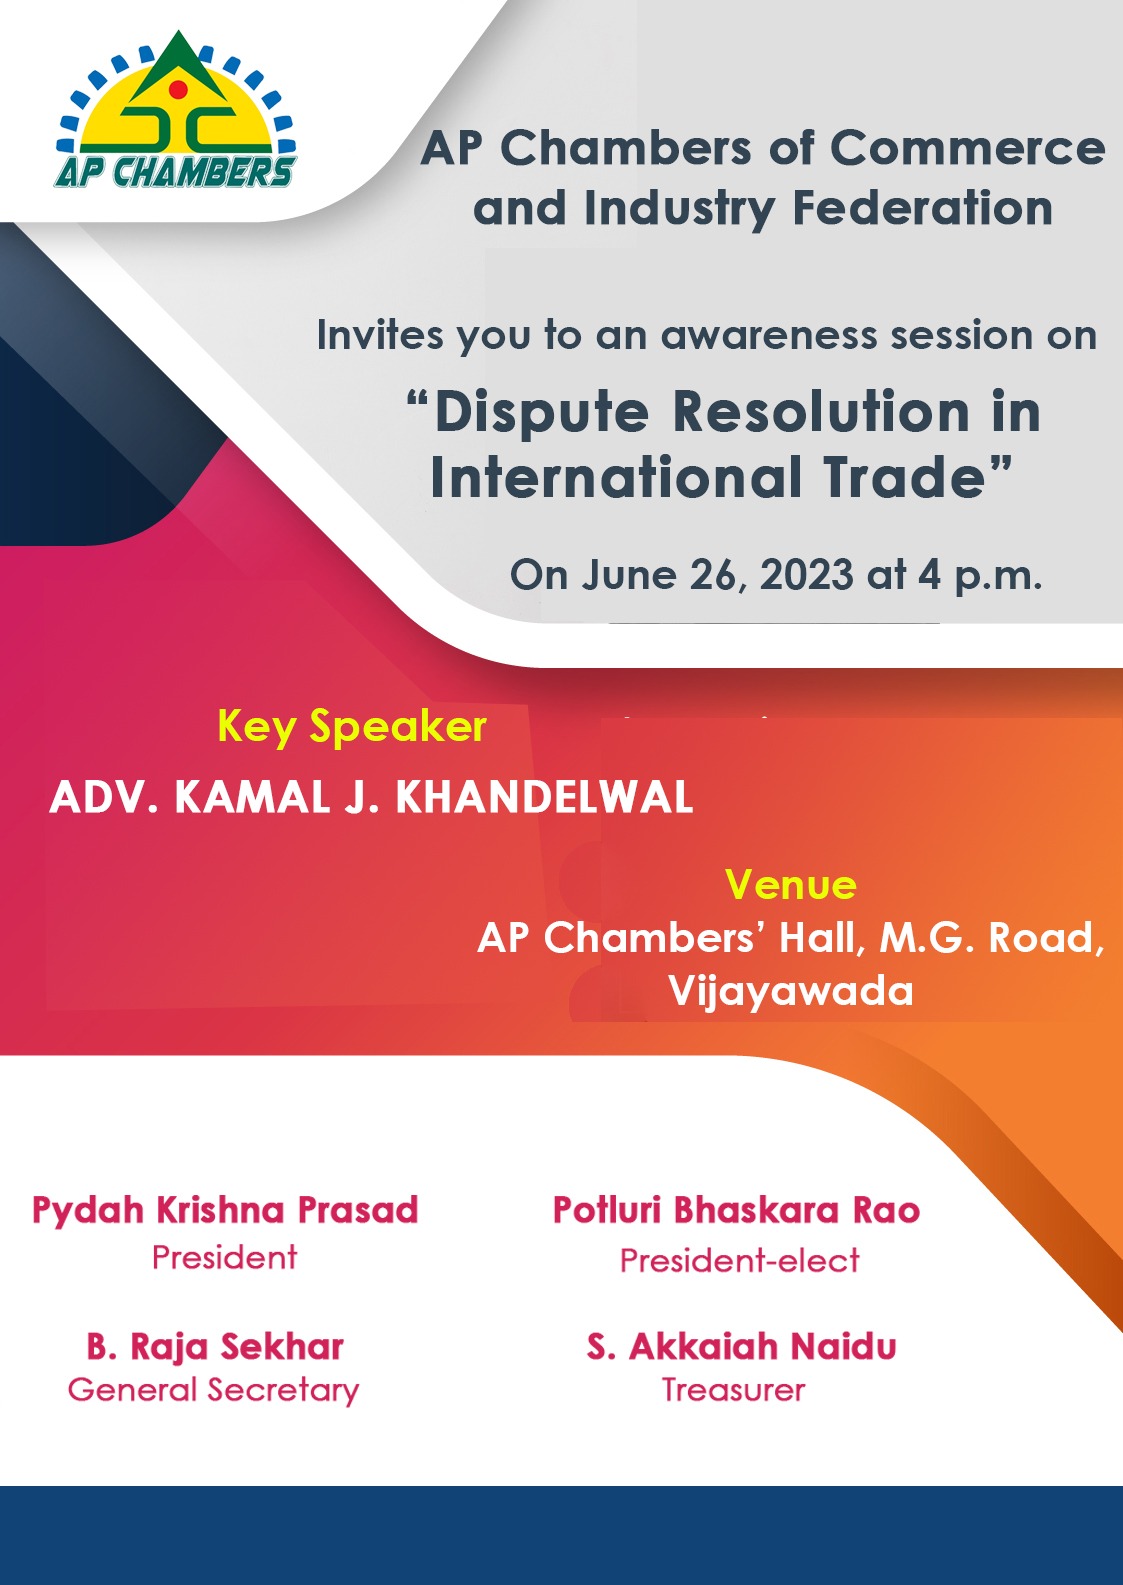 AP CHAMBERS
AP Chambers of Commerce
and Industry Federation
Invites you to an awareness session on
“Dispute Resolution in
International Trade”
On June 26, 2023 at 4 p.m.
Key Speaker
ADV. KAMAL J. KHANDELWAL
Venue
AP Chambers’ Hall, M.G. Road,
Vijayawada
Pydah Krishna Prasad
President
Potluri Bhaskara Rao
President-elect
B. Raja Sekhar
General Secretary
S. Akkaiah Naidu
Treasurer